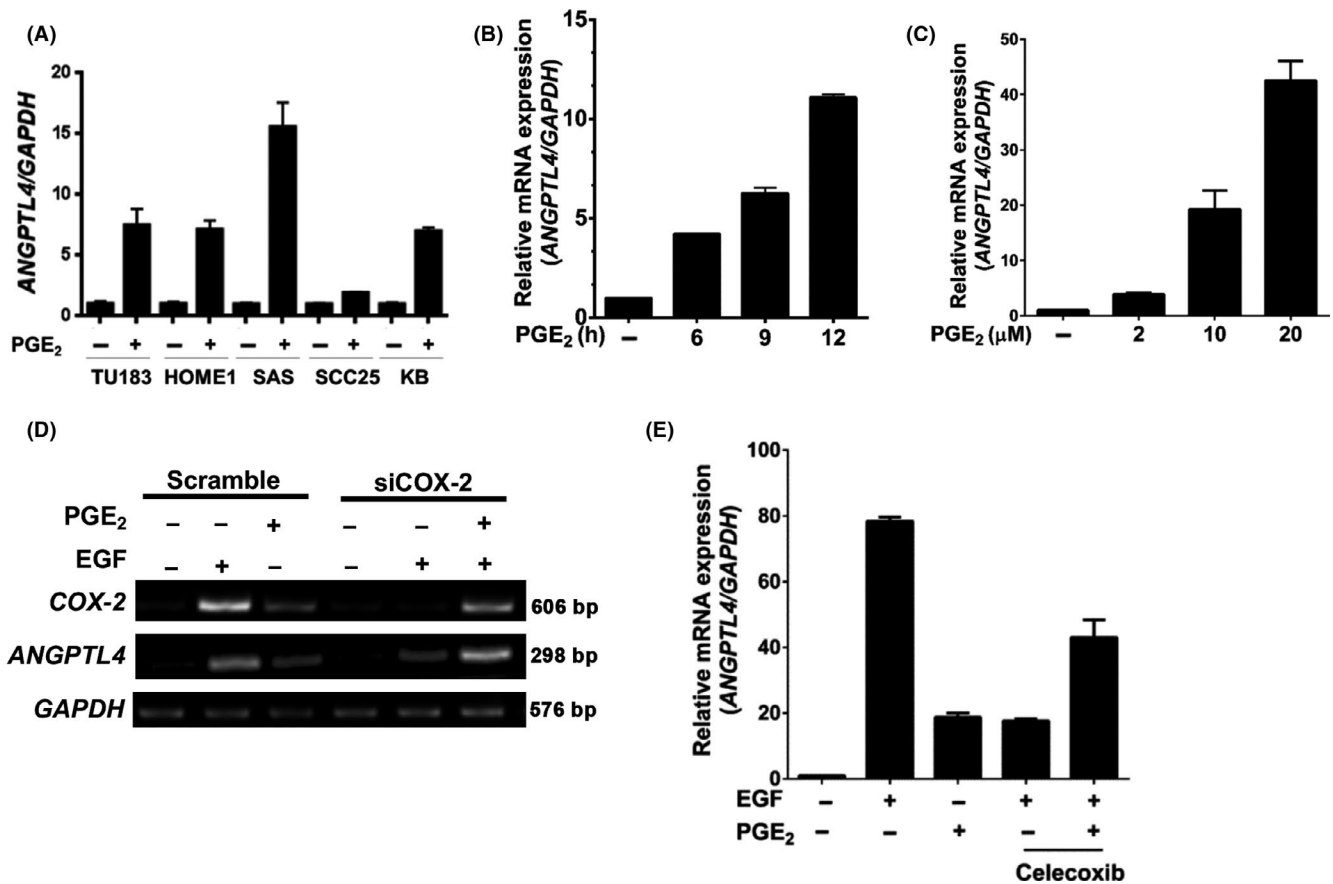 (A)
ANGPTL4/GAPDH
20
15
10
5
0
PGE₂ – + – + – + – + – +
TU183 HOME1 SAS SCC25 KB
(B)
Relative mRNA expression
(ANGPTL4/GAPDH)
15
10
5
0
PGE₂ (h) – 6 9 12
(C)
Relative mRNA expression
(ANGPTL4/GAPDH)
50
40
30
20
10
0
PGE₂ (μM) – 2 10 20
(D)
Scramble siCOX-2
PGE₂ – – + – +
EGF – + – – + +
COX-2 606 bp
ANGPTL4 298 bp
GAPDH 576 bp
(E)
Relative mRNA expression
(ANGPTL4/GAPDH)
100
80
60
40
20
0
EGF – + – + +
PGE₂ – – + – +
Celecoxib